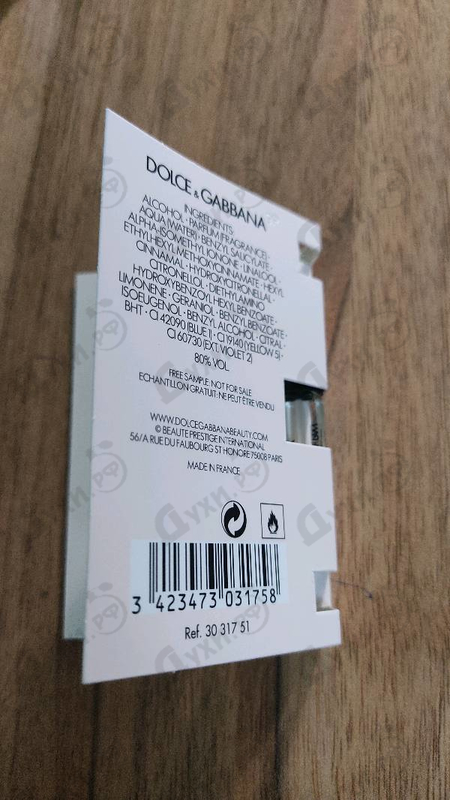 DOLCE & GABBANA
INGREDIENTS
ALCOHOL · PARFUM (FRAGRANCE) ·
AQUA (WATER) · BENZYL SALICYLATE ·
ALPHA-ISOMETHYL IONONE · LINALOOL ·
ETHYLHEXYL METHOXYCINNAMATE · HEXYL
CINNAMAL · HYDROXYCITRONELLAL ·
CITRONELLOL · DIETHYLAMINO
HYDROXYBENZOYL HEXYL BENZOATE ·
LIMONENE · GERANIOL · BENZYL BENZOATE ·
ISOEUGENOL · BENZYL ALCOHOL · CITRAL ·
BHT · CI 42090 (BLUE 1) · CI 19140 (YELLOW 5) ·
CI 60730 (EXT. VIOLET 2)
80% VOL.
FREE SAMPLE: NOT FOR SALE
ECHANTILLON GRATUIT: NE PEUT ÊTRE VENDU
WWW.DOLCEGABBANABEAUTY.COM
© BEAUTE PRESTIGE INTERNATIONAL
56/A RUE DU FAUBOURG ST HONORE 75008 PARIS
MADE IN FRANCE
3 423473 031758
Ref. 30 317 51
Духи.РФ